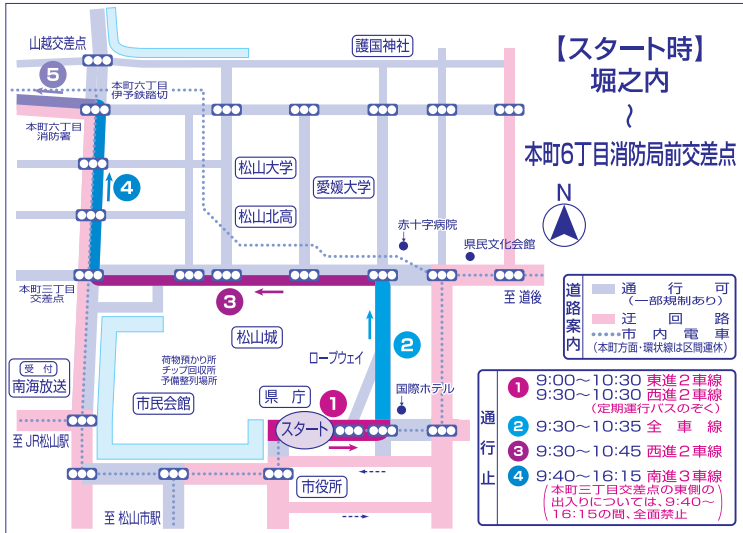 【スタート時】
堀之内
～
本町6丁目消防局前交差点
N
山越交差点
護国神社
5
本町六丁目
伊予鉄踏切
本町六丁目
消防署
4
松山大学
愛媛大学
松山北高
赤十字病院
県民文化会館
至 道後
本町三丁目
交差点
3
松山城
ロープウェイ
2
荷物預かり所
チップ回収所
予備整列場所
受 付
南海放送
市民会館
県 庁
1
国際ホテル
スタート
至 JR松山駅
市役所
至 松山市駅
道路案内
通 行 可
(一部規制あり)
迂 回 路
市 内 電 車
(本町方面・環状線は区間運休)
通行止
1 9:00～10:30 東進2車線
9:30～10:30 西進2車線
(定期運行バスのぞく)
2 9:30～10:35 全 車 線
3 9:30～10:45 西進2車線
4 9:40～16:15 南進3車線
(本町三丁目交差点の東側の
出入りについては、9:40～
16:15の間、全面禁止)